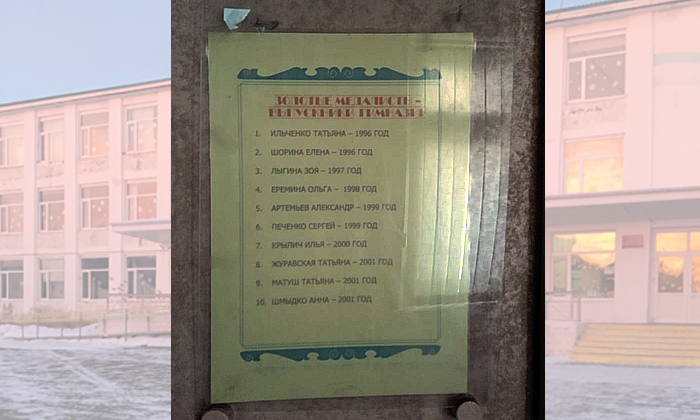 ЗОЛОТЫЕ МЕДАЛИСТЫ –
ВЫПУСКНИКИ ГИМНАЗИИ
1. ИЛЬЧЕНКО ТАТЬЯНА – 1996 ГОД
2. ШОРИНА ЕЛЕНА – 1996 ГОД
3. ЛЫГИНА ЗОЯ – 1997 ГОД
4. ЕРЕМИНА ОЛЬГА – 1998 ГОД
5. АРТЕМЬЕВ АЛЕКСАНДР – 1999 ГОД
6. ПЕЧЕНКО СЕРГЕЙ – 1999 ГОД
7. КРЫЛИЧ ИЛЬЯ – 2000 ГОД
8. ЖУРАВСКАЯ ТАТЬЯНА – 2001 ГОД
9. МАТУШ ТАТЬЯНА – 2001 ГОД
10. ШМЫДКО АННА – 2001 ГОД